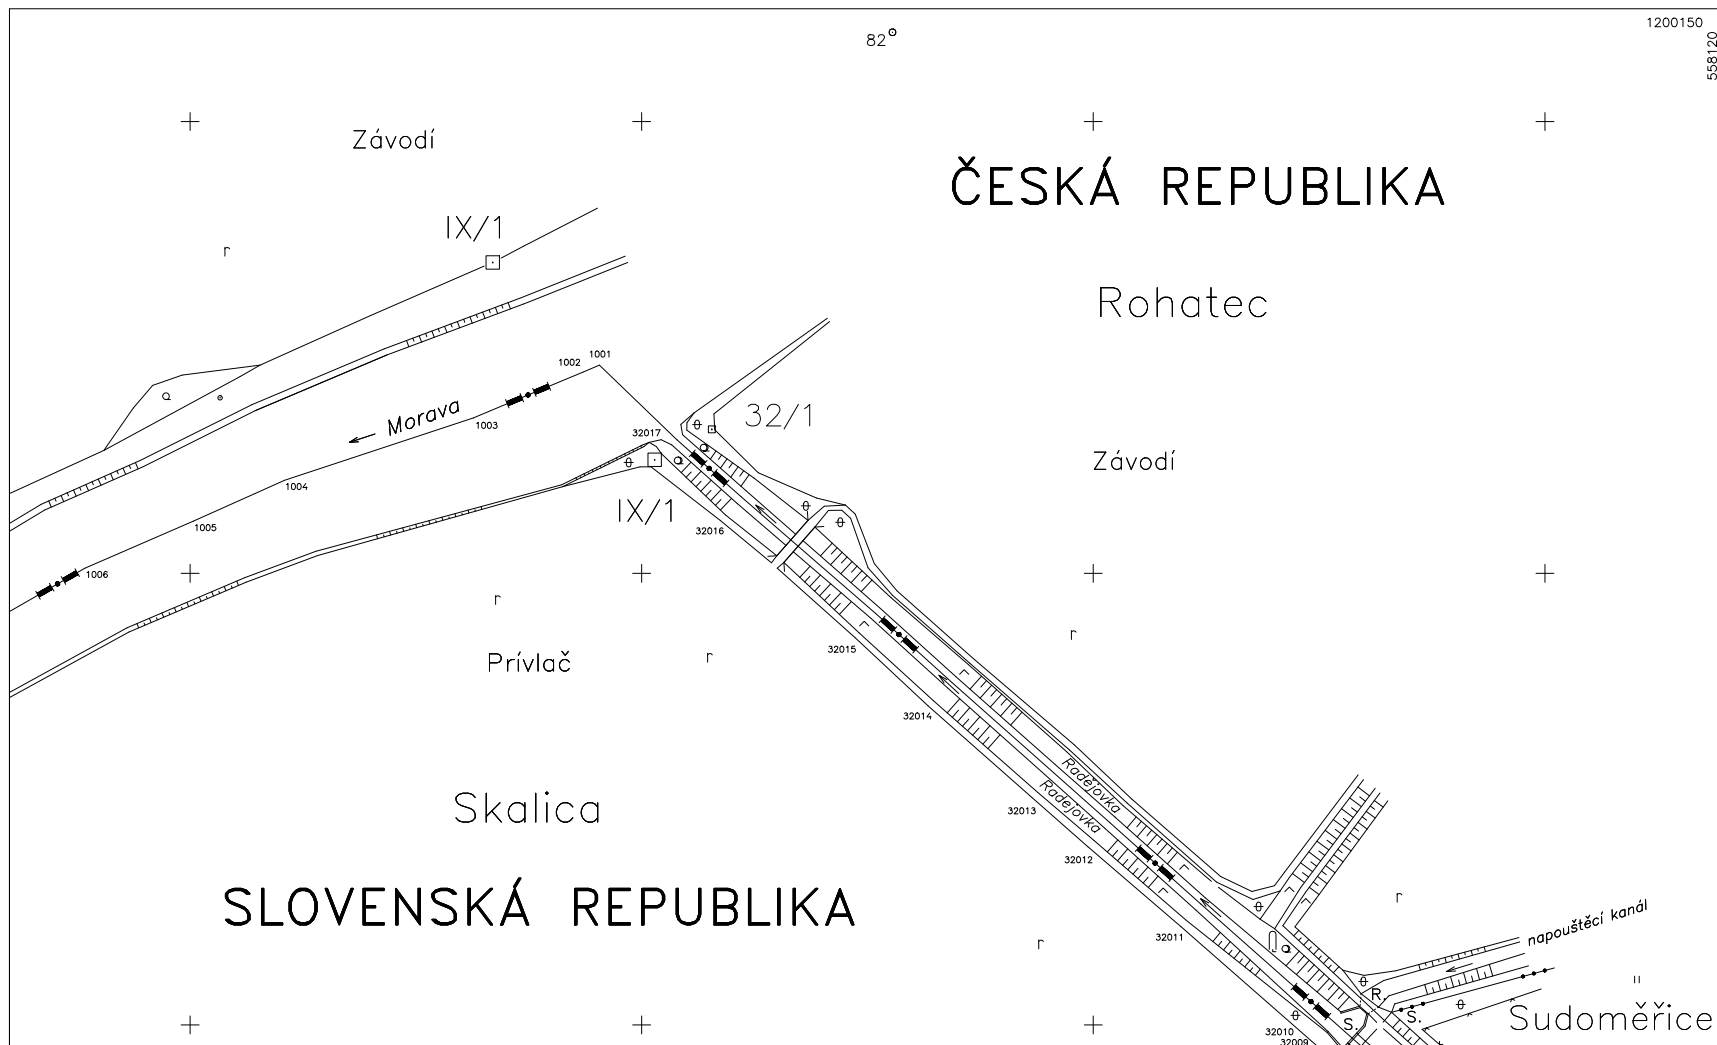 1200150
82°
558120
Závodí
ČESKÁ REPUBLIKA
IX/1
r
Rohatec
1001
1002
32/1
Morava
1003
32017
Závodí
1004
IX/1
1005
32016
1006
r
r
32015
Prívlač
r
32014
Radějovka
Radejovka
Skalica
32013
32012
SLOVENSKÁ REPUBLIKA
r
napouštěcí kanál
32011
r
R.
S.
S.
Sudoměřice
32010
32009